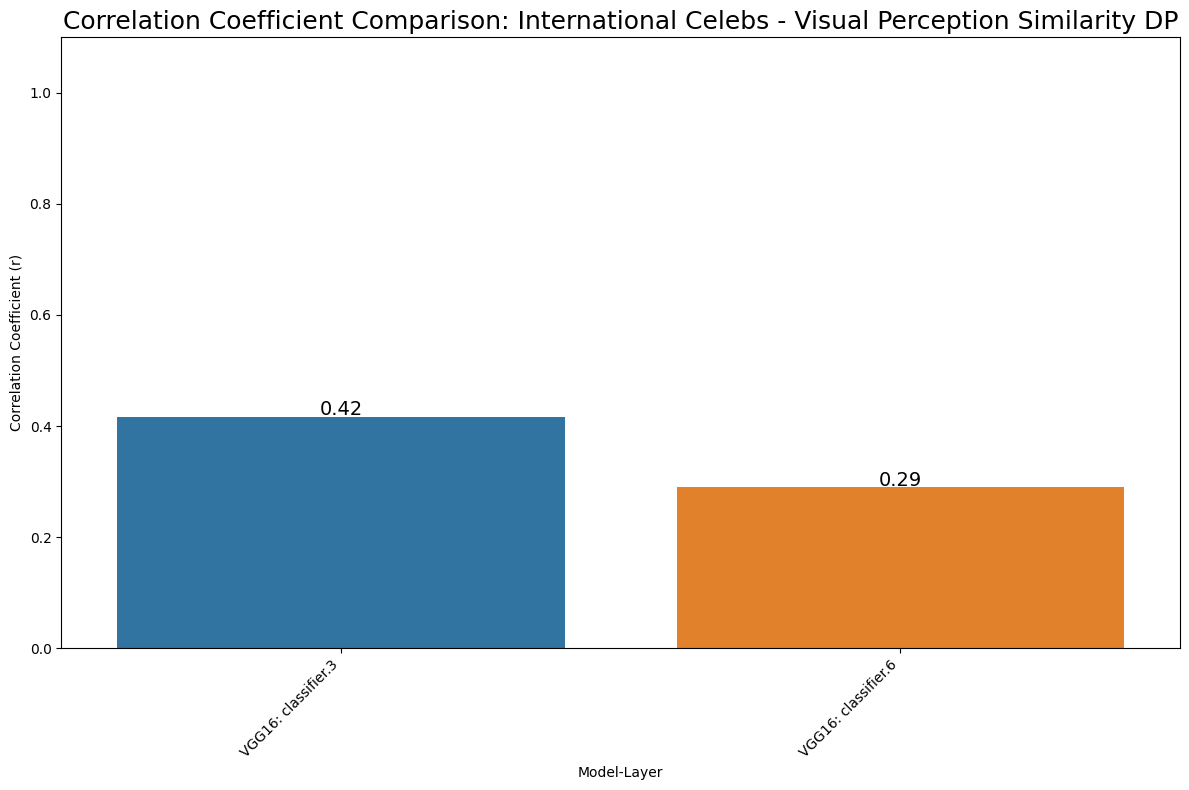 Correlation Coefficient Comparison: International Celebs - Visual Perception Similarity DP
1.0
0.8
0.6
0.4
0.2
0.0
Correlation Coefficient (r)
0.42
0.29
VGG16: classifier.3
VGG16: classifier.6
Model-Layer